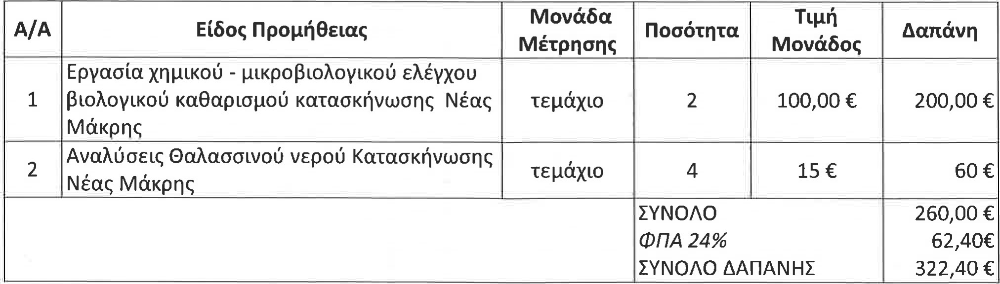 Α/Α Είδος Προμήθειας Μονάδα Μέτρησης Ποσότητα Τιμή Μονάδος Δαπάνη
1 Εργασία χημικού - μικροβιολογικού ελέγχου
βιολογικού καθαρισμού κατασκήνωσης Νέας
Μάκρης
τεμάχιο 2 100,00 € 200,00 €
2 Αναλύσεις Θαλασσινού νερού Κατασκήνωσης
Νέας Μάκρης
τεμάχιο 4 15 € 60 €
ΣΥΝΟΛΟ 260,00 €
ΦΠΑ 24% 62,40€
ΣΥΝΟΛΟ ΔΑΠΑΝΗΣ 322,40 €